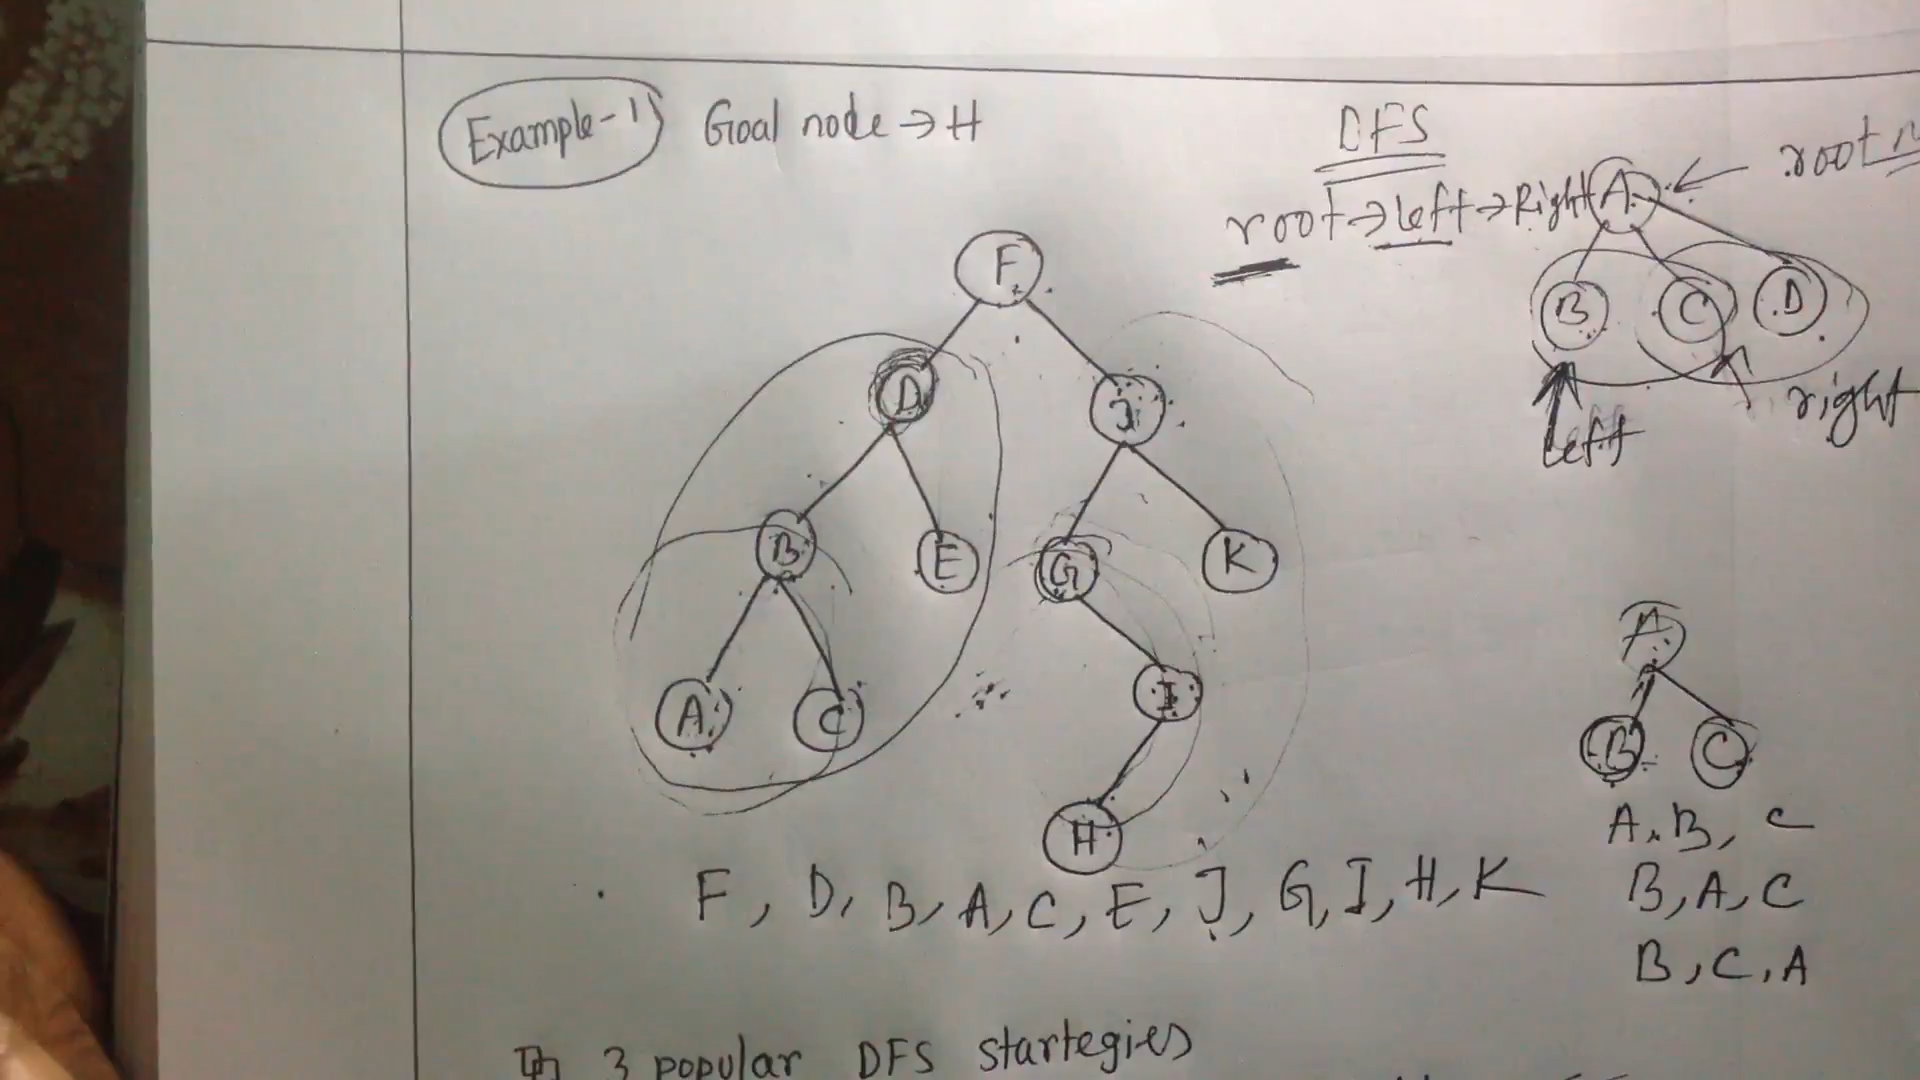 Example-1 Goal node → H
DFS
root → left → Right
root
A
B C D
left
right
F
D J
B E G K
A C I
H
A
B C
F, D, B, A, C, E, J, G, I, H, K
A, B, C
B, A, C
B, C, A
3 popular DFS startegies